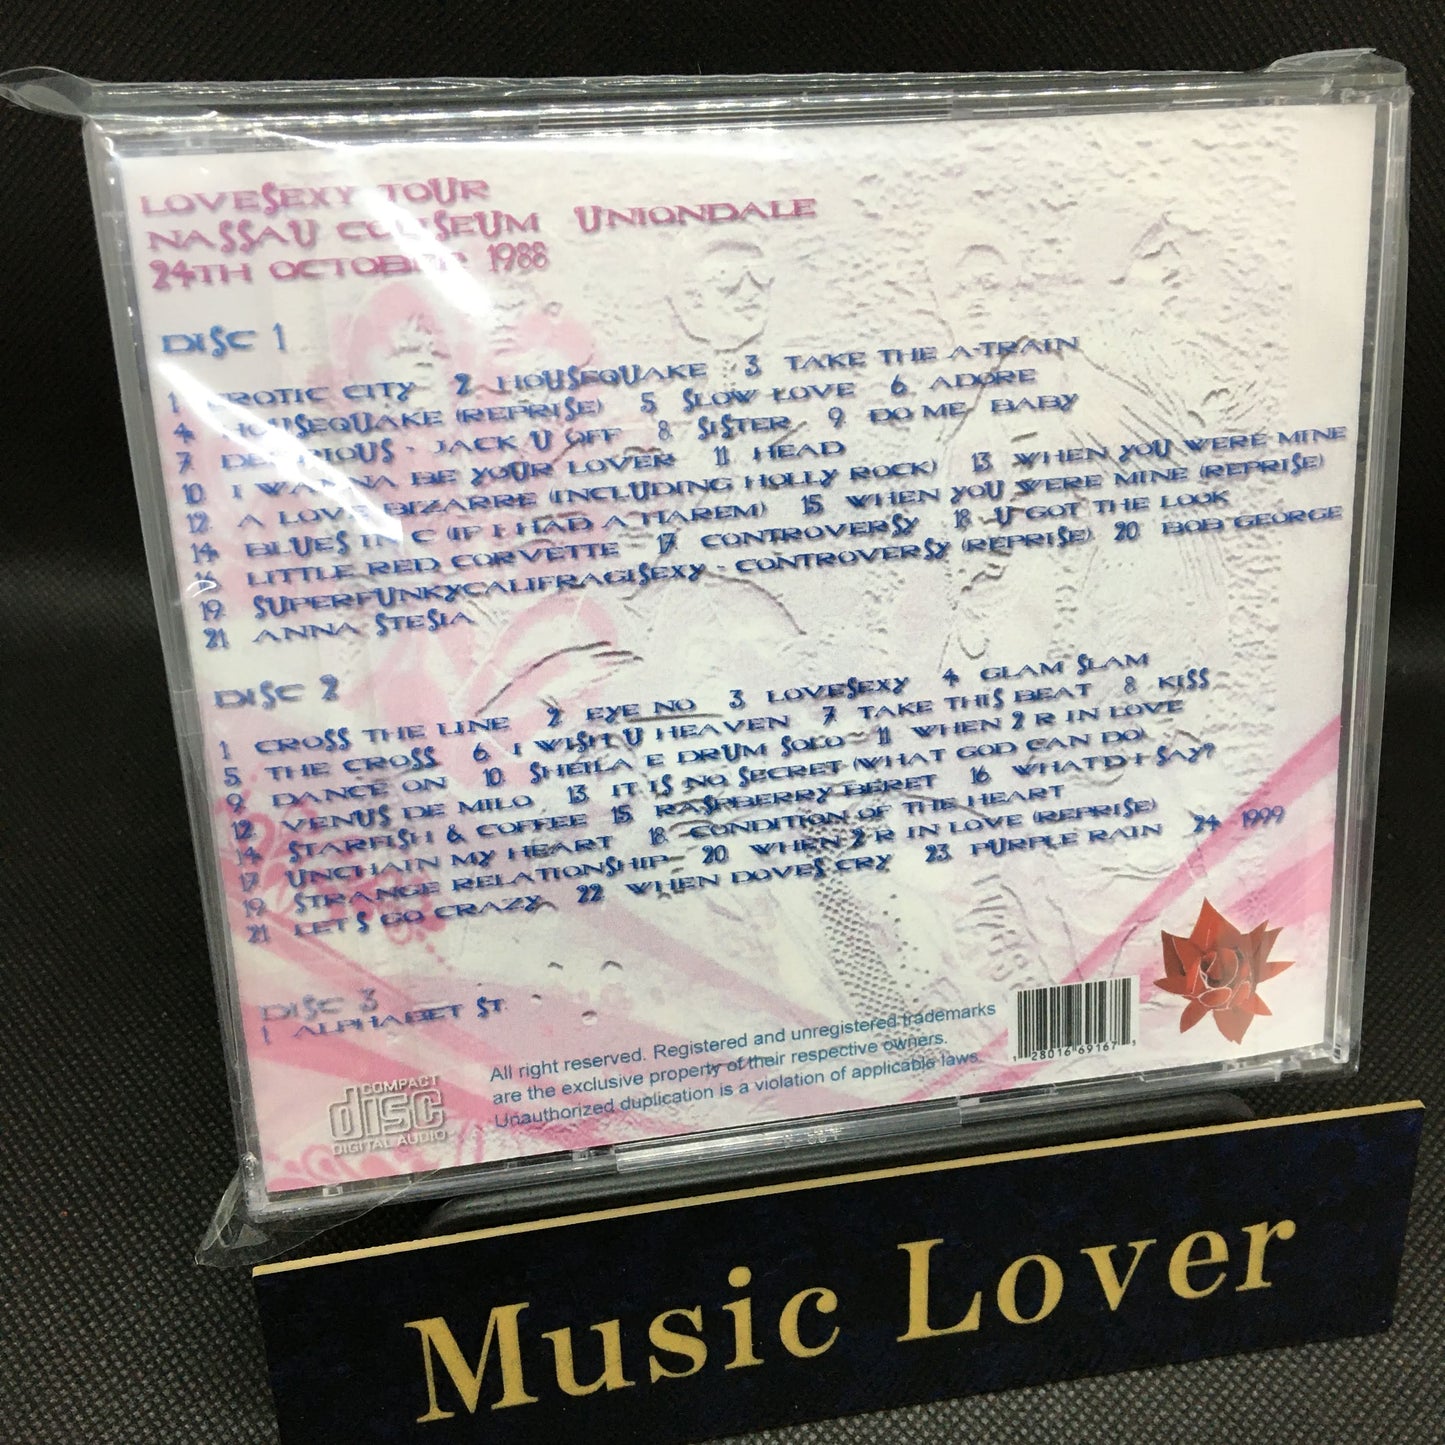 LOVESEXY TOUR
NASSAU COLISEUM UNIONDALE
24TH OCTOBER 1988
DISC 1
1 EROTIC CITY 2 HOUSEQUAKE 3 TAKE THE A-TRAIN
4 HOUSEQUAKE (REPRISE) 5 SLOW LOVE 6 ADORE
7 DELIRIOUS - JACK U OFF 8 SISTER 9 DO ME, BABY
10 I WANNA BE YOUR LOVER 11 HEAD
12 A LOVE BIZARRE (INCLUDING HOLLY ROCK) 13 WHEN YOU WERE MINE
14 BLUES IN C (IF I HAD A HAREM) 15 WHEN YOU WERE MINE (REPRISE)
16 LITTLE RED CORVETTE 17 CONTROVERSY 18 U GOT THE LOOK
19 SUPERFUNKYCALIFRAGISEXY - CONTROVERSY (REPRISE) 20 BOB GEORGE
21 ANNA STESIA
DISC 2
1 CROSS THE LINE 2 EYE NO 3 LOVESEXY 4 GLAM SLAM
5 THE CROSS 6 I WISH U HEAVEN 7 TAKE THIS BEAT 8 KISS
9 DANCE ON 10 SHEILA E DRUM SOLO 11 WHEN 2 R IN LOVE
12 VENUS DE MILO 13 IT IS NO SECRET (WHAT GOD CAN DO)
14 STARFISH & COFFEE 15 RASPBERRY BERET 16 WHAT'D I SAY?
17 UNCHAIN MY HEART 18 CONDITION OF THE HEART
19 STRANGE RELATIONSHIP 20 WHEN 2 R IN LOVE (REPRISE)
21 LET'S GO CRAZY 22 WHEN DOVES CRY 23 PURPLE RAIN 24 1999
DISC 3
1 ALPHABET ST.
All right reserved. Registered and unregistered trademarks
are the exclusive property of their respective owners.
Unauthorized duplication is a violation of applicable laws.
COMPACT
disc
DIGITAL AUDIO
1 28016 69167 5
Music Lover